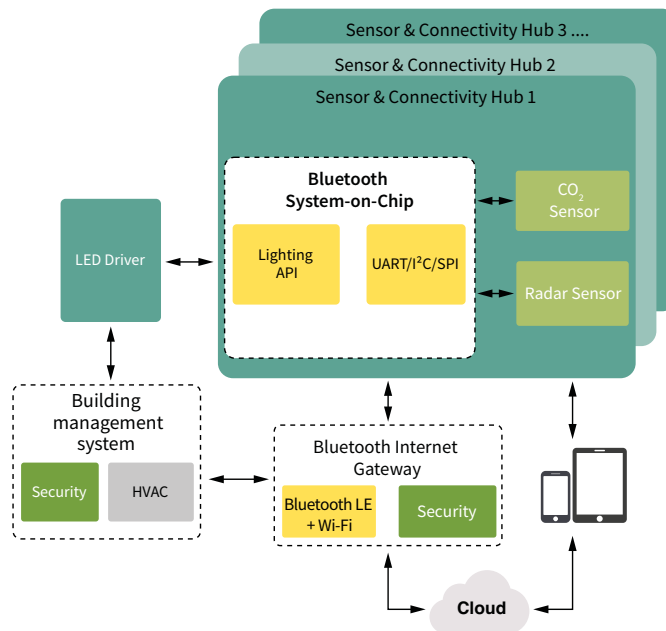 Sensor & Connectivity Hub 3 ....
Sensor & Connectivity Hub 2
Sensor & Connectivity Hub 1
Bluetooth
System-on-Chip
Lighting
API
UART/I²C/SPI
CO₂
Sensor
Radar Sensor
LED Driver
Building
management
system
Security
HVAC
Bluetooth Internet
Gateway
Bluetooth LE
+ Wi-Fi
Security
Cloud